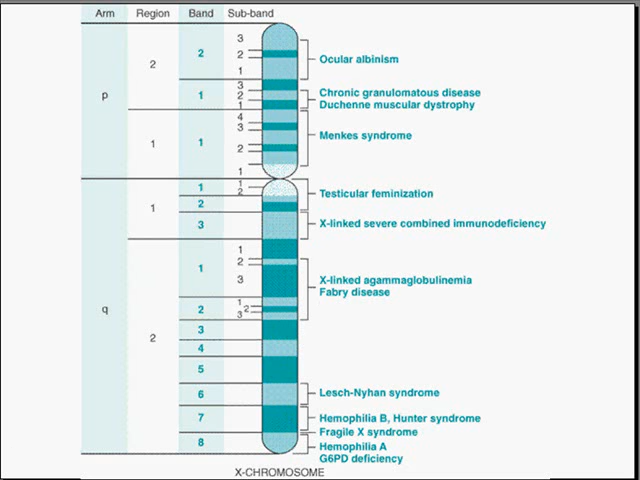 Arm Region Band Sub-band
3
2 2
Ocular albinism
1
2
3
Chronic granulomatous disease
p 1 2
Duchenne muscular dystrophy
1
4
3
Menkes syndrome
1 1
2
1
1 1
Testicular feminization
2
2
1
3
X-linked severe combined immunodeficiency
1
2
1
3
X-linked agammaglobulinemia
Fabry disease
1
q 2 2
3
3
2
4
5
6
Lesch-Nyhan syndrome
7
Hemophilia B, Hunter syndrome
Fragile X syndrome
8
Hemophilia A
G6PD deficiency
X-CHROMOSOME